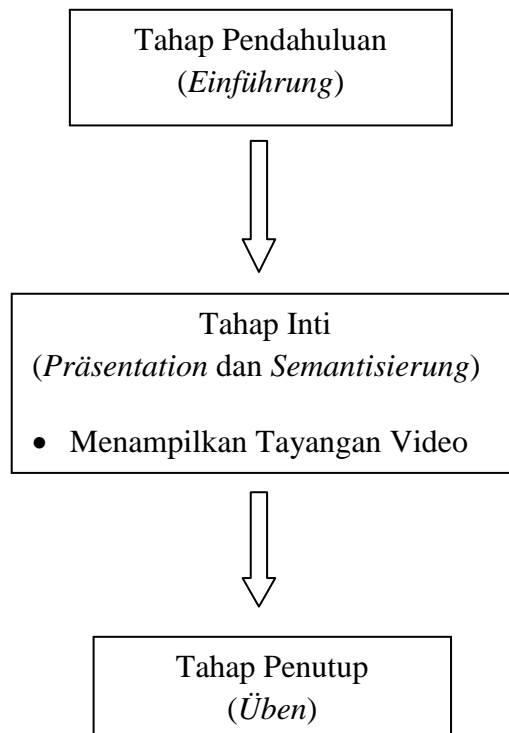 Tahap Pendahuluan
(Einführung)
Tahap Inti
(Präsentation dan Semantisierung)
• Menampilkan Tayangan Video
Tahap Penutup
(Üben)